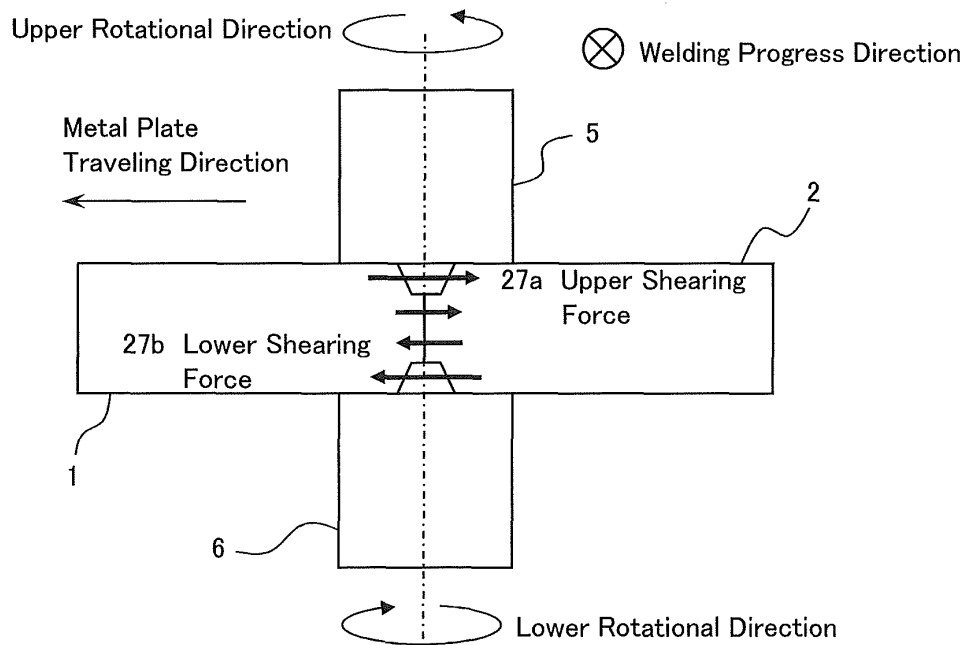 Upper Rotational Direction
Welding Progress Direction
Metal Plate
Traveling Direction
5
2
27a Upper Shearing
Force
27b Lower Shearing
Force
1
6
Lower Rotational Direction